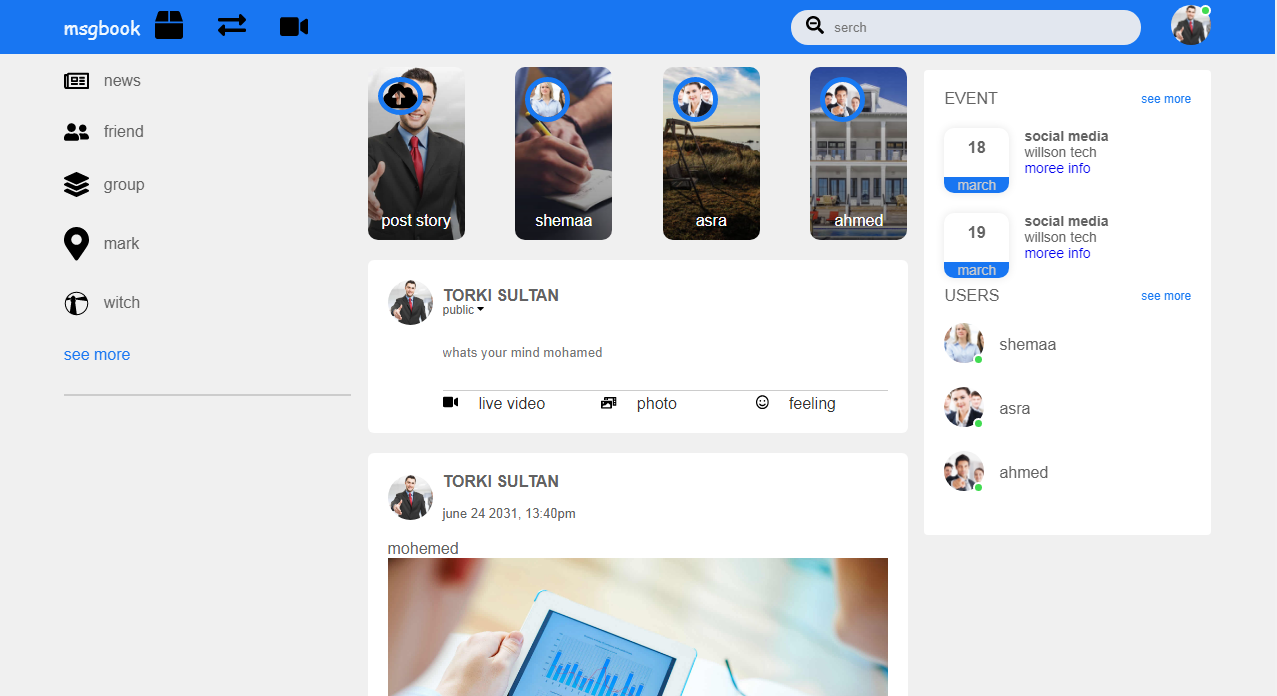 msgbook
serch
news
friend
group
mark
witch
see more
post story
shemaa
asra
ahmed
TORKI SULTAN
public
whats your mind mohamed
live video
photo
feeling
TORKI SULTAN
june 24 2031, 13:40pm
mohemed
EVENT
see more
18
march
social media
willson tech
moree info
19
march
social media
willson tech
moree info
USERS
see more
shemaa
asra
ahmed